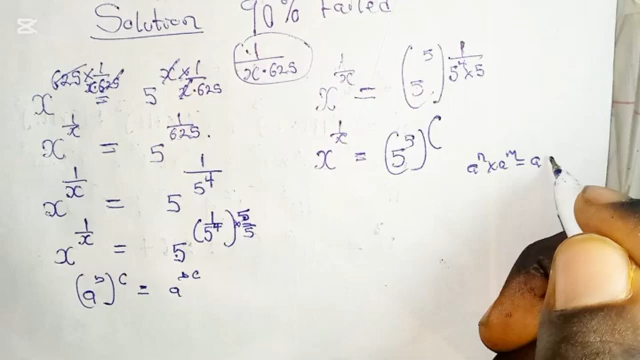 Solution 90% Failed
1/(x·625)
x^(625×1/(x·625)) = 5^(x×1/(x·625))
x^(1/x) = 5^(1/625).
x^(1/x) = 5^(1/5^4)
x^(1/x) = 5^((1/5^4)×5/5)
(a^b)^c = a^bc
x^(1/x) = (5^5)^(1/(5^4×5))
x^(1/x) = (5^5)^(
a^n×a^m=a